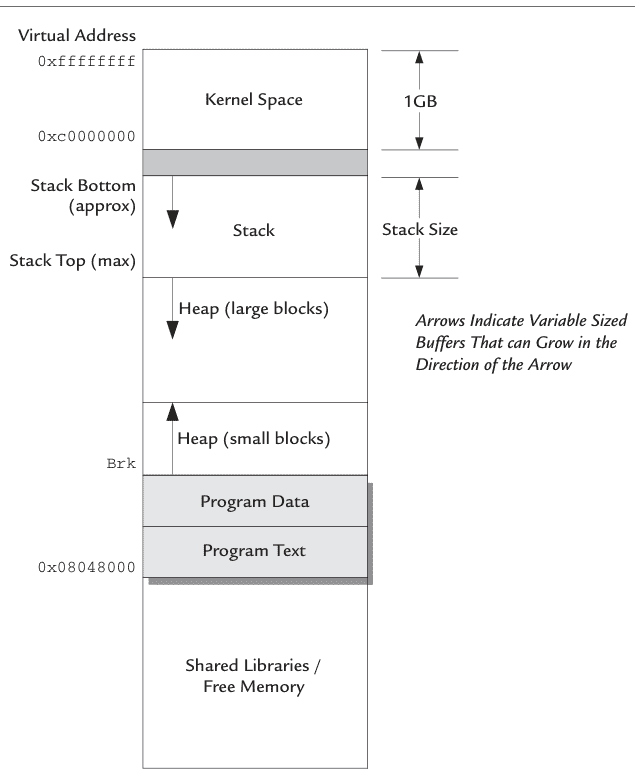 Virtual Address
0xffffffff
Kernel Space
1GB
0xc0000000
Stack Bottom
(approx)
Stack
Stack Size
Stack Top (max)
Heap (large blocks)
Arrows Indicate Variable Sized
Buffers That can Grow in the
Direction of the Arrow
Heap (small blocks)
Brk
Program Data
Program Text
0x08048000
Shared Libraries /
Free Memory